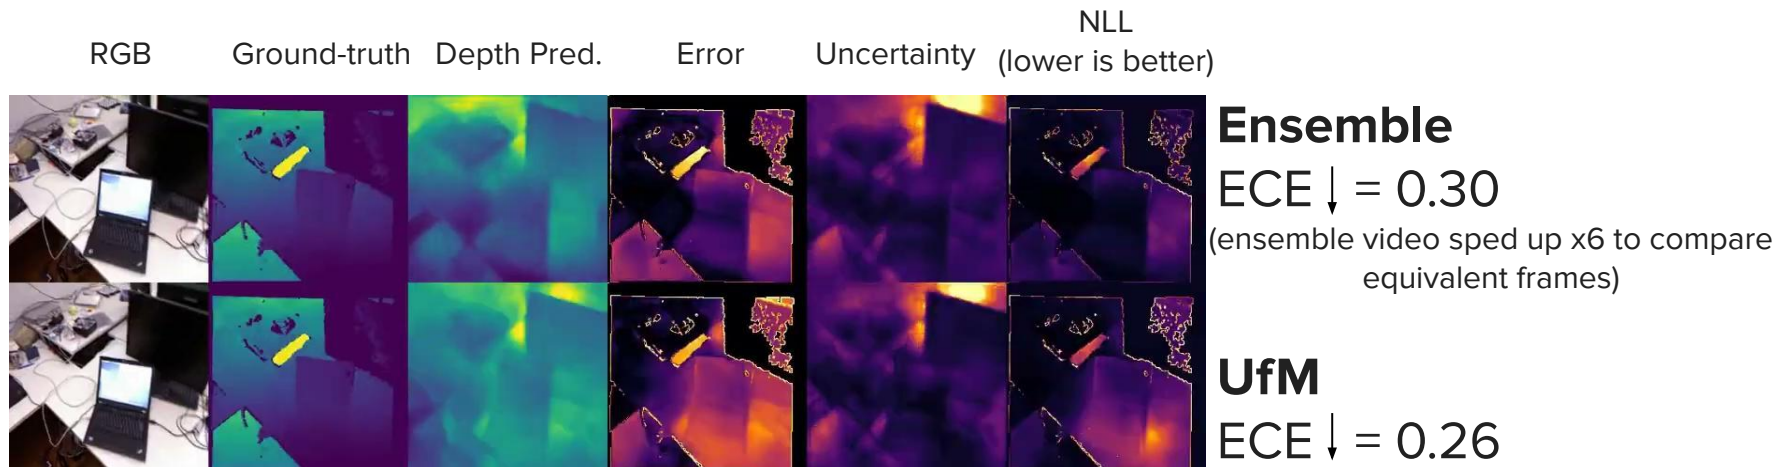 RGB
Ground-truth
Depth Pred.
Error
Uncertainty
NLL
(lower is better)
Ensemble
ECE ↓ = 0.30
(ensemble video sped up x6 to compare
equivalent frames)
UfM
ECE ↓ = 0.26